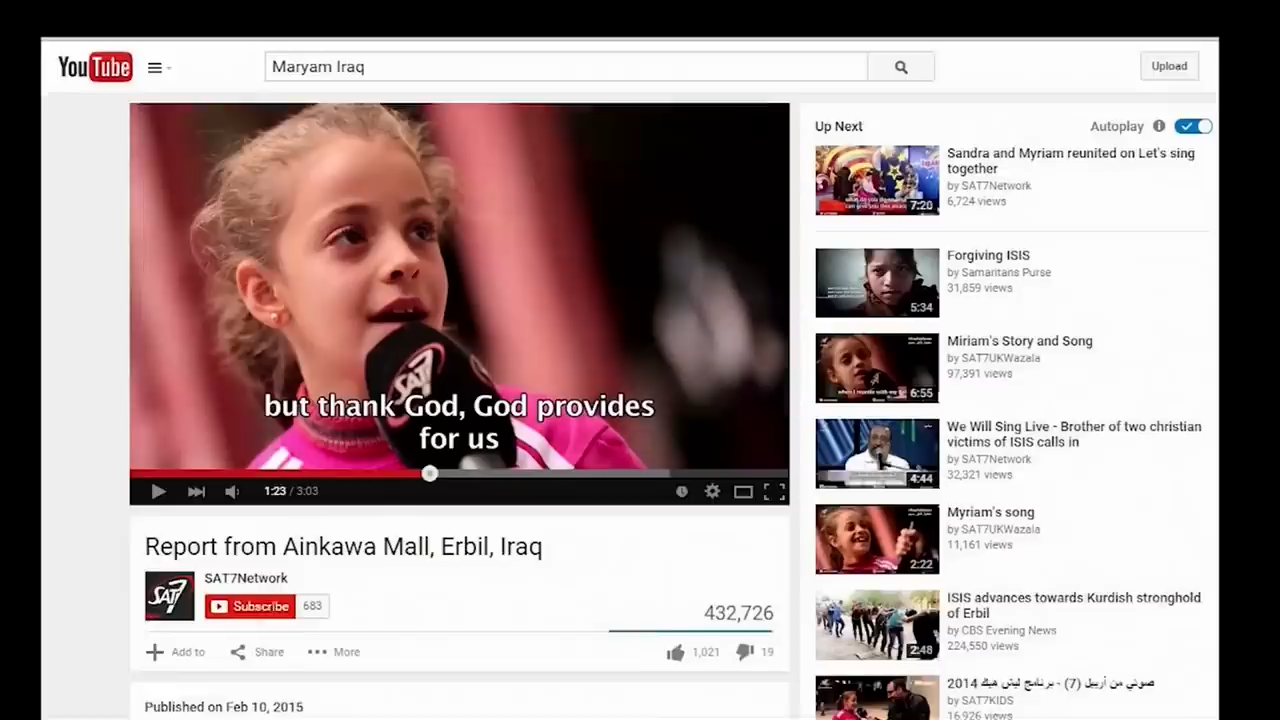 YouTube
Maryam Iraq
Upload
SAT7
but thank God, God provides
for us
1:23 / 3:03
Report from Ainkawa Mall, Erbil, Iraq
SAT7
SAT7Network
Subscribe 683
432,726
Add to Share More 1,021 19
Published on Feb 10, 2015
Up Next Autoplay
7:20
Sandra and Myriam reunited on Let's sing
together
by SAT7Network
6,724 views
5:34
Forgiving ISIS
by Samaritans Purse
31,859 views
6:55
Miriam's Story and Song
by SAT7UKWazala
97,391 views
4:44
We Will Sing Live - Brother of two christian
victims of ISIS calls in
by SAT7Network
32,321 views
2:22
Myriam's song
by SAT7UKWazala
11,161 views
2:48
ISIS advances towards Kurdish stronghold
of Erbil
by CBS Evening News
224,550 views
صوتي من أربيل (7) - برنامج ليش هيك 2014
by SAT7KIDS
16,926 views